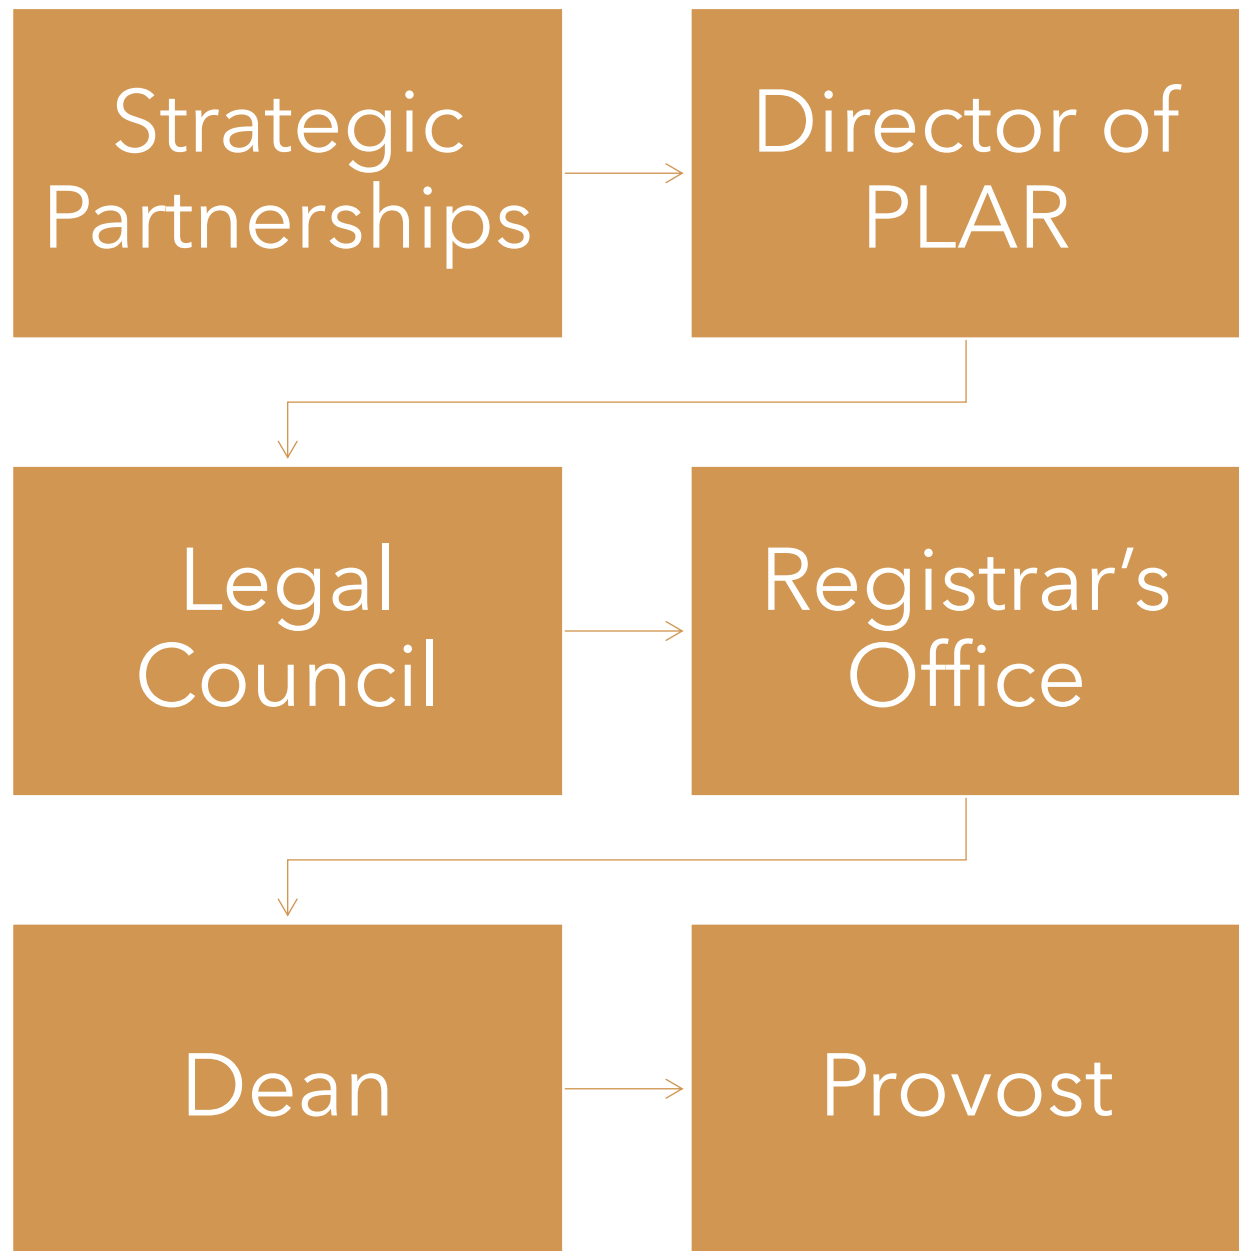 Strategic
Partnerships
Director of
PLAR
Legal
Council
Registrar’s
Office
Dean
Provost